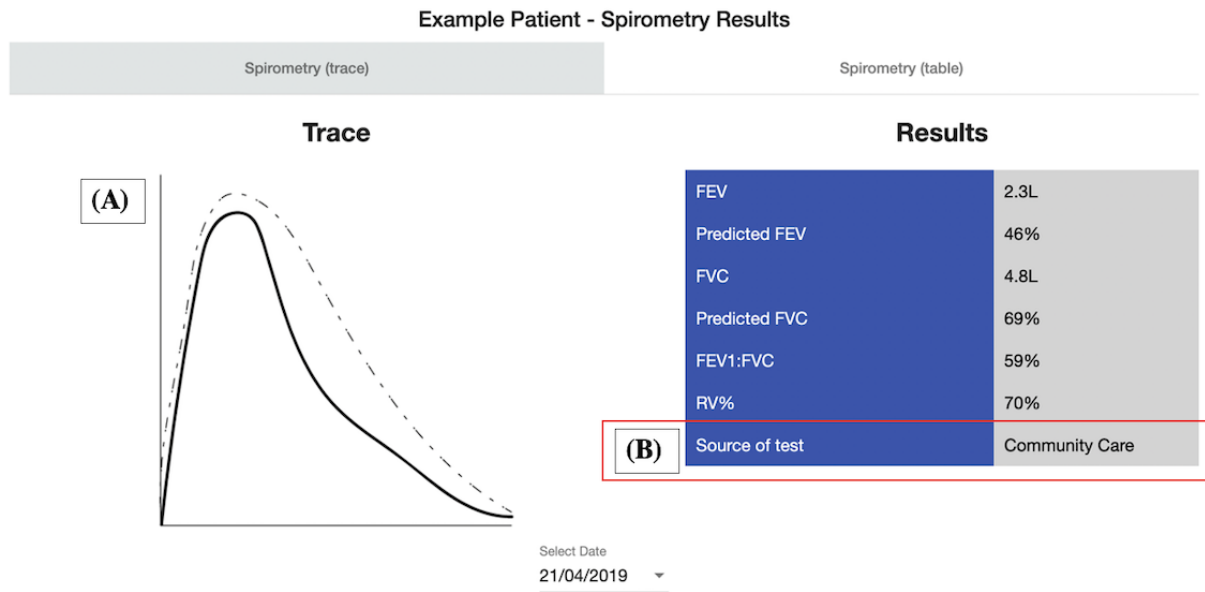 Example Patient - Spirometry Results
Spirometry (trace)
Spirometry (table)
Trace
Results
(A)
FEV 2.3L
Predicted FEV 46%
FVC 4.8L
Predicted FVC 69%
FEV1:FVC 59%
RV% 70%
(B) Source of test Community Care
Select Date
21/04/2019